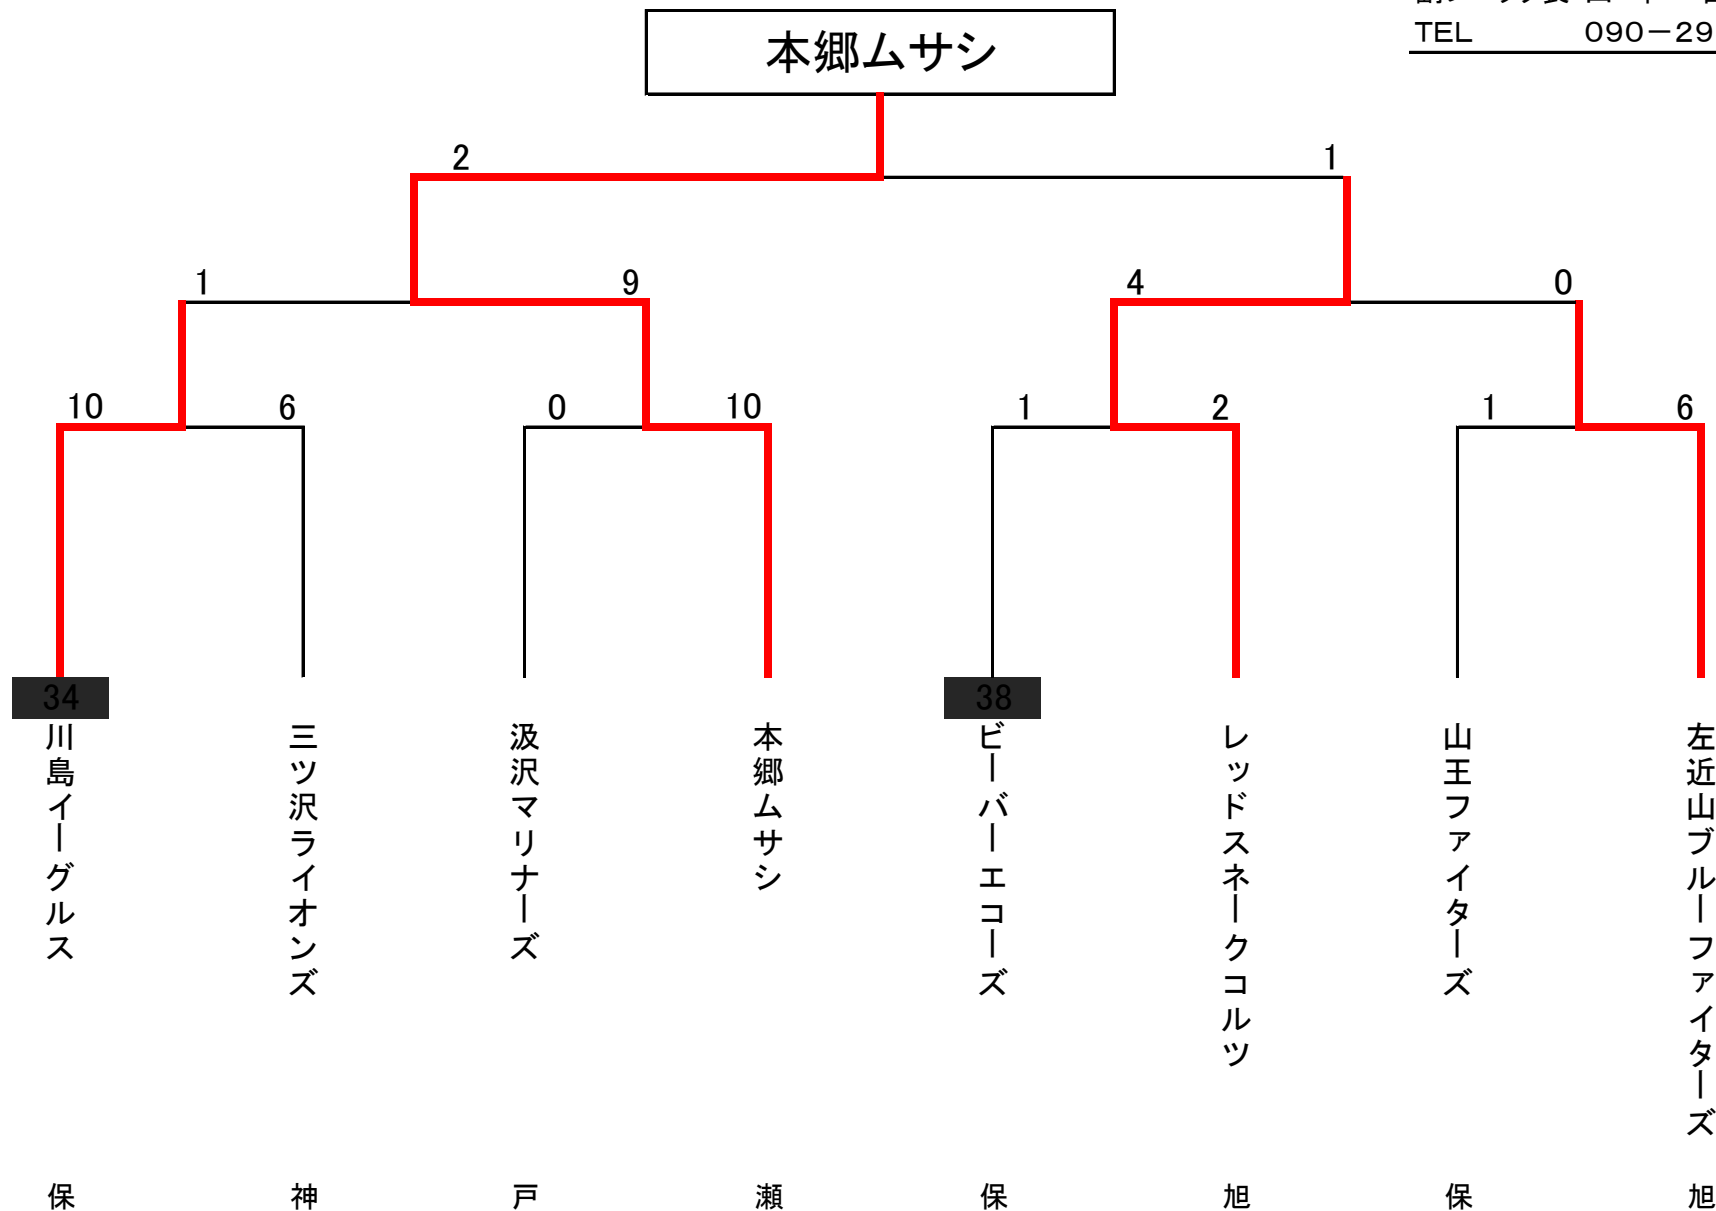 TEL 090－29
本郷ムサシ
2 1
1 9 4 0
10 6 0 10 1 2 1 6
34 38
川島イーグルス
三ツ沢ライオンズ
汲沢マリナーズ
本郷ムサシ
ビーバーエコーズ
レッドスネークコルツ
山王ファイターズ
左近山ブルーファイターズ
保 神 戸 瀬 保 旭 保 旭